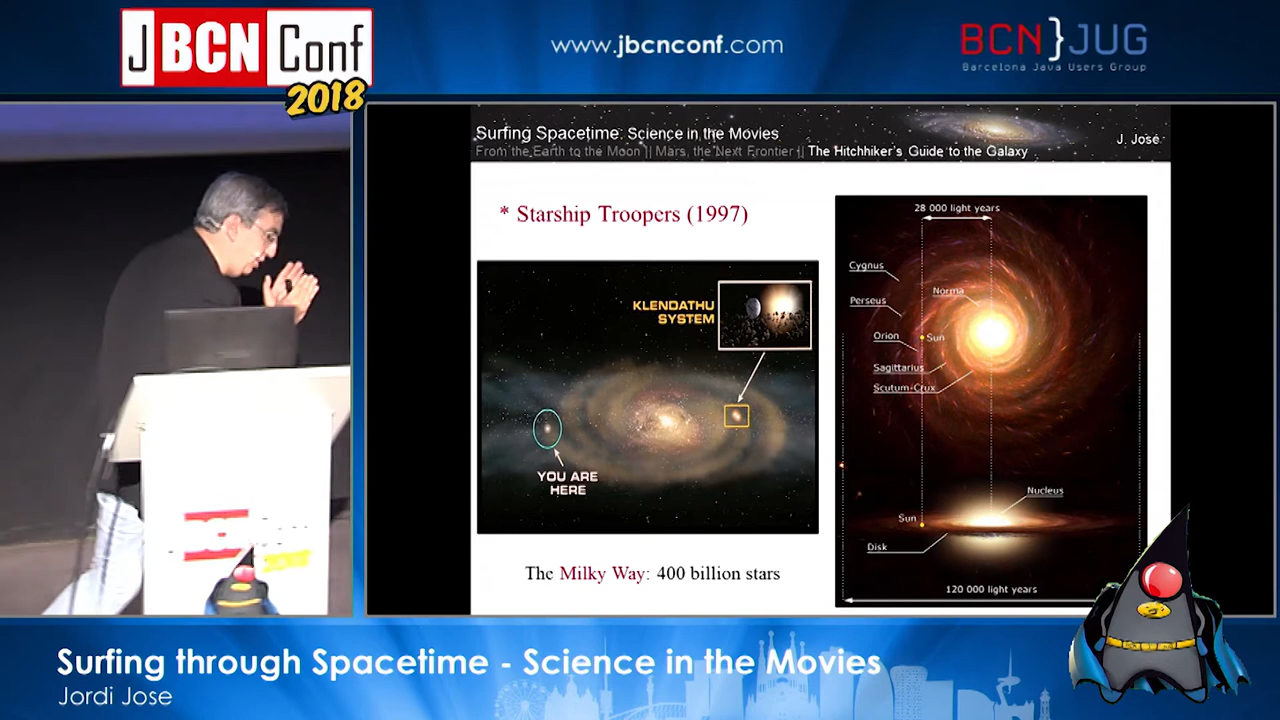 JBCNConf
2018
www.jbcnconf.com
BCN}JUG
Barcelona Java Users Group
Surfing Spacetime: Science in the Movies
J. José
From the Earth to the Moon || Mars, the Next Frontier || The Hitchhiker's Guide to the Galaxy
* Starship Troopers (1997)
KLENDATHU
SYSTEM
YOU ARE
HERE
The Milky Way: 400 billion stars
28 000 light years
Cygnus
Norma
Perseus
Orion
Sun
Sagittarius
Scutum-Crux
Nucleus
Sun
Disk
120 000 light years
Surfing through Spacetime - Science in the Movies
Jordi Jose